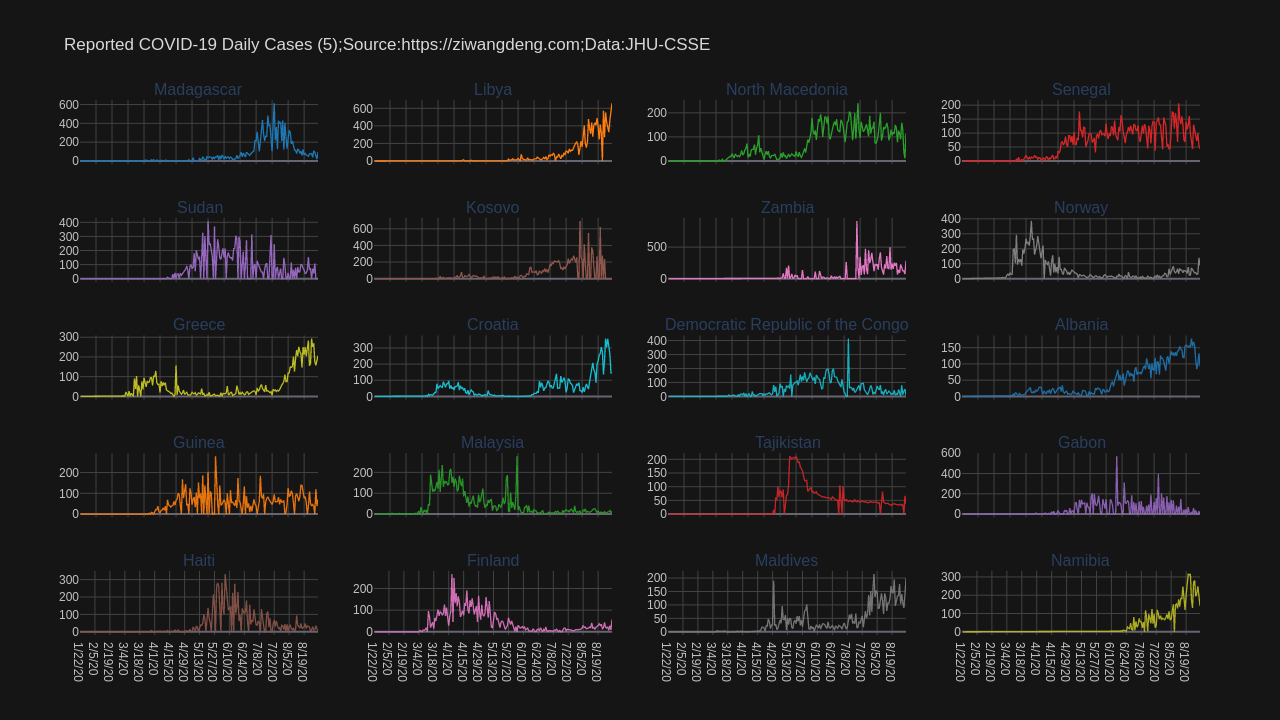 Reported COVID-19 Daily Cases (5);Source:https://ziwangdeng.com;Data:JHU-CSSE
Madagascar Libya North Macedonia Senegal
600 400 200 0
600 400 200 0
200 100 0
200 150 100 50 0
Sudan Kosovo Zambia Norway
400 300 200 100 0
600 400 200 0
500 0
400 300 200 100 0
Greece Croatia Democratic Republic of the Congo Albania
300 200 100 0
300 200 100 0
400 300 200 100 0
150 100 50 0
Guinea Malaysia Tajikistan Gabon
200 100 0
200 100 0
200 150 100 50 0
600 400 200 0
Haiti Finland Maldives Namibia
300 200 100 0
200 100 0
200 150 100 50 0
300 200 100 0
1/22/20 2/5/20 3/4/20 3/18/20 4/1/20 4/15/20 4/29/20 5/13/20 5/27/20 6/10/20 6/24/20 7/8/20 7/22/20 8/5/20 8/19/20
1/22/20 2/5/20 3/4/20 3/18/20 4/1/20 4/15/20 4/29/20 5/13/20 5/27/20 6/10/20 6/24/20 7/8/20 7/22/20 8/5/20 8/19/20
1/22/20 2/5/20 3/4/20 3/18/20 4/1/20 4/15/20 4/29/20 5/13/20 5/27/20 6/10/20 6/24/20 7/8/20 7/22/20 8/5/20 8/19/20
1/22/20 2/5/20 3/4/20 3/18/20 4/1/20 4/15/20 4/29/20 5/13/20 5/27/20 6/10/20 6/24/20 7/8/20 7/22/20 8/5/20 8/19/20